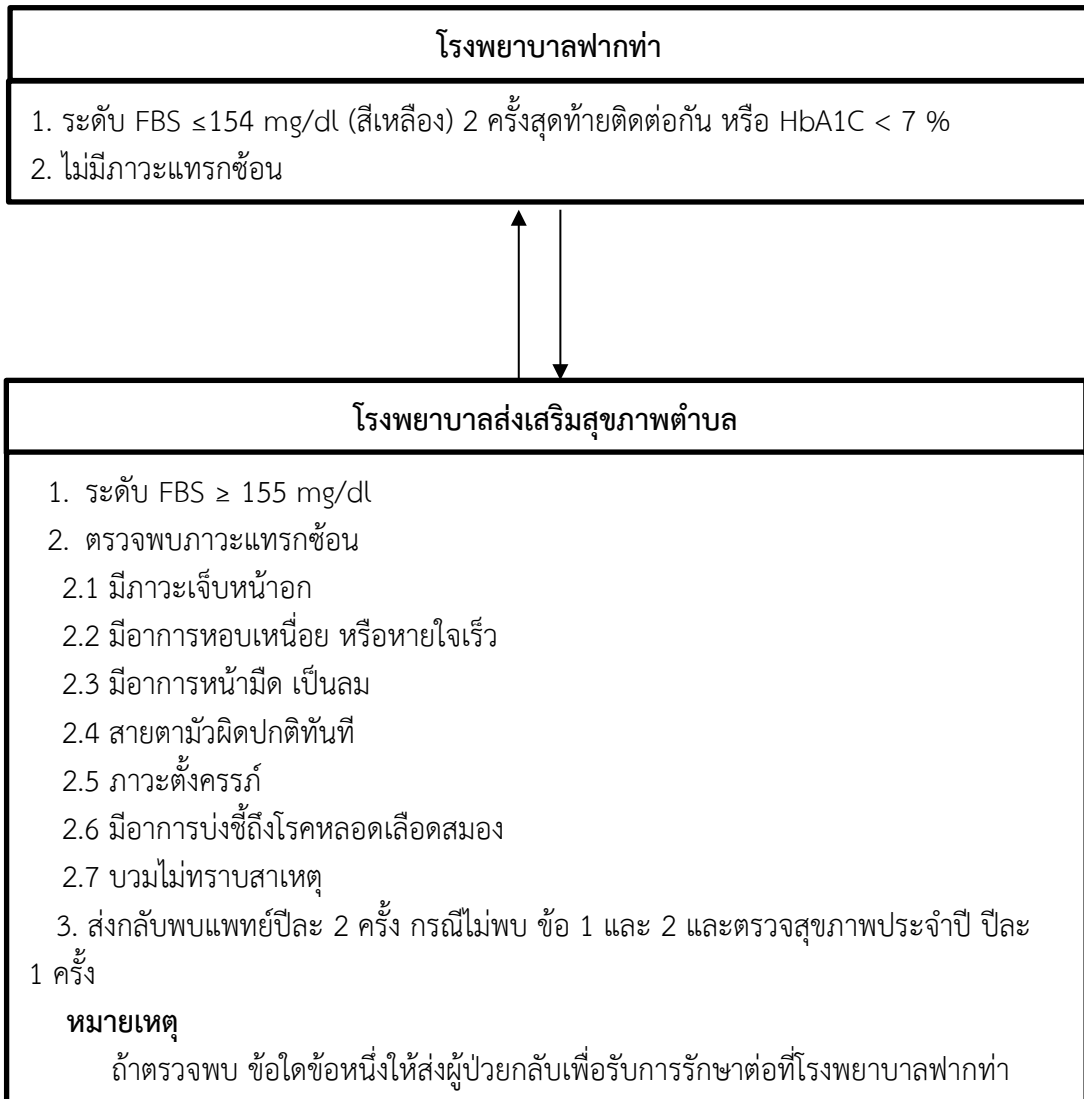 โรงพยาบาลฟากท่า
1. ระดับ FBS ≤154 mg/dl (สีเหลือง) 2 ครั้งสุดท้ายติดต่อกัน หรือ HbA1C < 7 %
2. ไม่มีภาวะแทรกซ้อน
โรงพยาบาลส่งเสริมสุขภาพตำบล
1. ระดับ FBS ≥ 155 mg/dl
2. ตรวจพบภาวะแทรกซ้อน
2.1 มีภาวะเจ็บหน้าอก
2.2 มีอาการหอบเหนื่อย หรือหายใจเร็ว
2.3 มีอาการหน้ามืด เป็นลม
2.4 สายตามัวผิดปกติทันที
2.5 ภาวะตั้งครรภ์
2.6 มีอาการบ่งชี้ถึงโรคหลอดเลือดสมอง
2.7 บวมไม่ทราบสาเหตุ
3. ส่งกลับพบแพทย์ปีละ 2 ครั้ง กรณีไม่พบ ข้อ 1 และ 2 และตรวจสุขภาพประจำปี ปีละ
1 ครั้ง
หมายเหตุ
ถ้าตรวจพบ ข้อใดข้อหนึ่งให้ส่งผู้ป่วยกลับเพื่อรับการรักษาต่อที่โรงพยาบาลฟากท่า